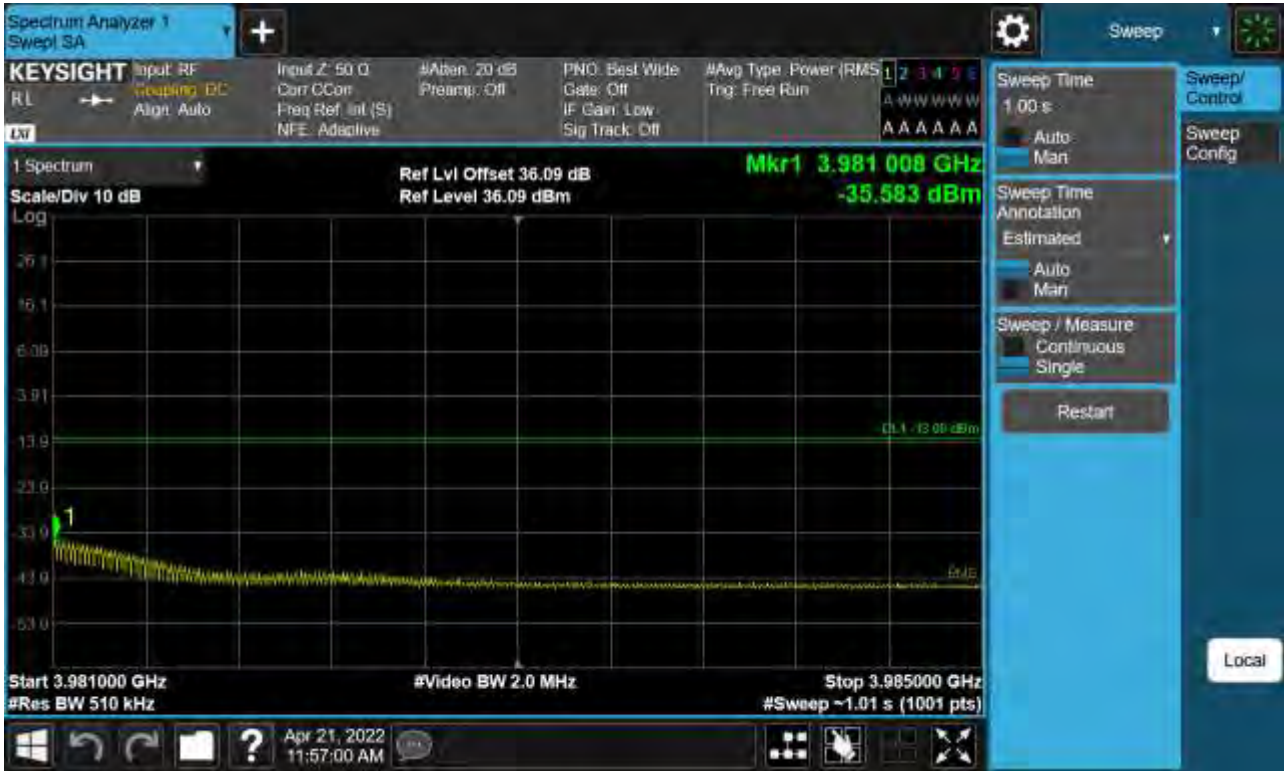 Spectrum Analyzer 1
Swept SA
Sweep
KEYSIGHT
RL
LXI
Input: RF
Coupling: DC
Align: Auto
Input Z: 50 Ω
Corr CCorr
Freq Ref: Int (S)
NFE: Adaptive
#Atten: 20 dB
Preamp: Off
PNO: Best Wide
Gate: Off
IF Gain: Low
Sig Track: Off
#Avg Type: Power (RMS
Trig: Free Run
1 2 3 4 5 6
A W W W W W
A A A A A A
1 Spectrum
Scale/Div 10 dB
Log
Ref Lvl Offset 36.09 dB
Ref Level 36.09 dBm
Mkr1 3.981 008 GHz
-35.583 dBm
26.1
16.1
6.09
-3.91
-13.9
DL1 -13.00 dBm
-23.9
1
-33.9
-43.9
RMS
-53.9
Start 3.981000 GHz
#Res BW 510 kHz
#Video BW 2.0 MHz
Stop 3.985000 GHz
#Sweep ~1.01 s (1001 pts)
Sweep Time
1.00 s
Auto
Man
Sweep Time
Annotation
Estimated
Auto
Man
Sweep / Measure
Continuous
Single
Restart
Sweep/
Control
Sweep
Config
Local
?
Apr 21, 2022
11:57:00 AM